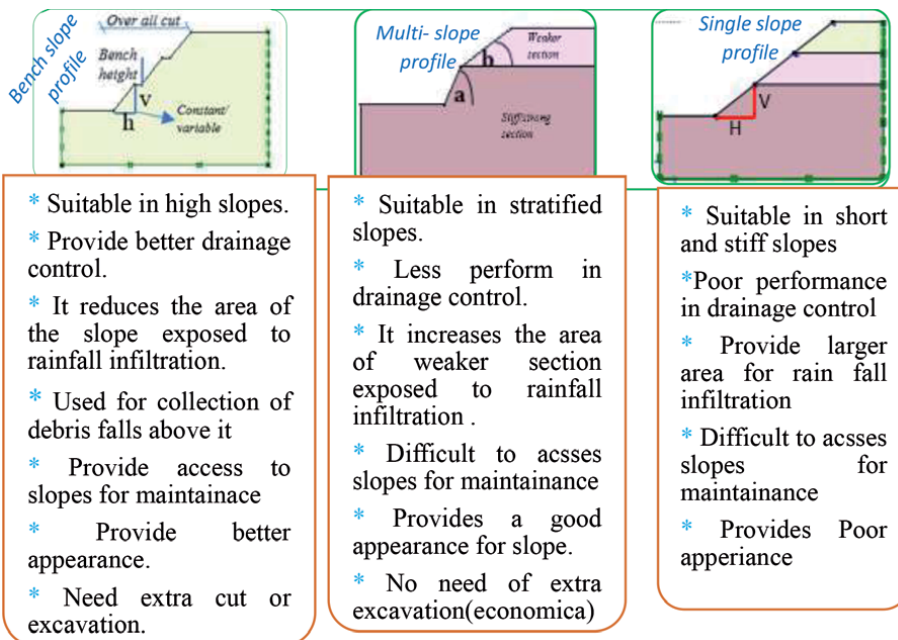 Bench slope
profile
Over all cut
Bench
height
v
h
Constant/
variable
Multi- slope
profile
b
Weaker
section
a
Stiff/strong
section
Single slope
profile
V
H
* Suitable in high slopes.
* Provide better drainage
control.
* It reduces the area of
the slope exposed to
rainfall infiltration.
* Used for collection of
debris falls above it
* Provide access to
slopes for maintainace
* Provide better
appearance.
* Need extra cut or
excavation.
* Suitable in stratified
slopes.
* Less perform in
drainage control.
* It increases the area
of weaker section
exposed to rainfall
infiltration .
* Difficult to acsses
slopes for maintainance
* Provides a good
appearance for slope.
* No need of extra
excavation(economica)
* Suitable in short
and stiff slopes
*Poor performance
in drainage control
* Provide larger
area for rain fall
infiltration
* Difficult to acsses
slopes for
maintainance
* Provides Poor
apperiance